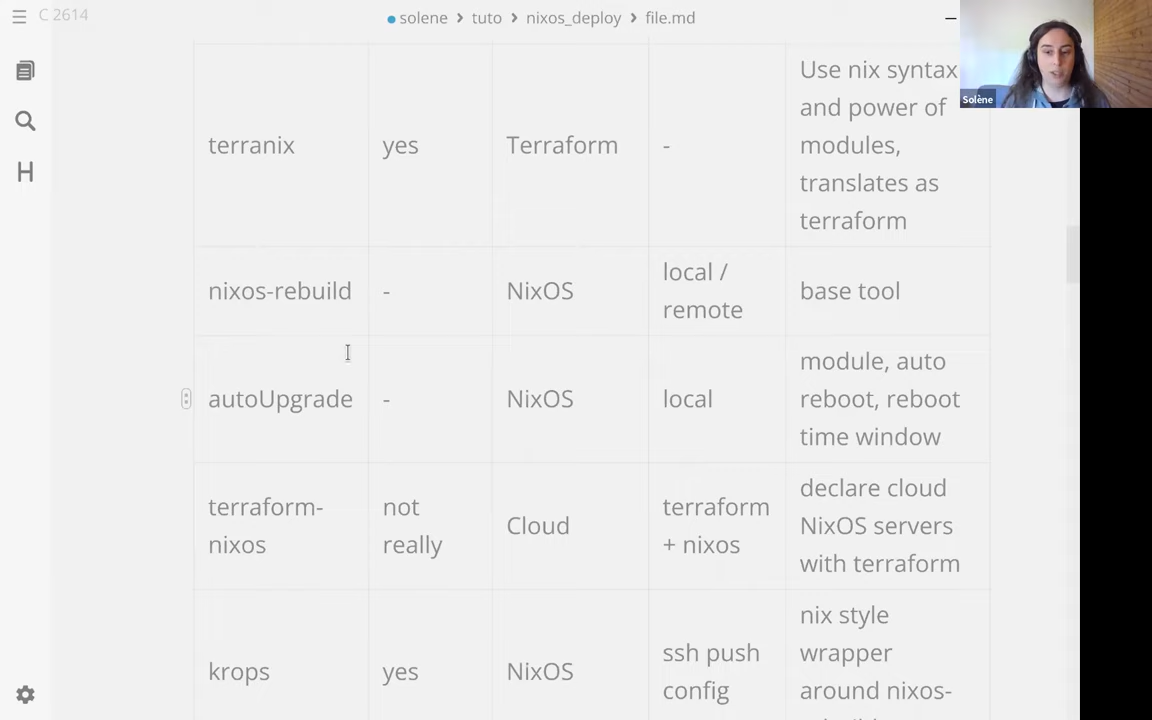 C 2614
solene > tuto > nixos_deploy > file.md
Solène
Use nix syntax
and power of
modules,
translates as
terraform
terranix
yes
Terraform
-
nixos-rebuild
-
NixOS
local /
remote
base tool
autoUpgrade
-
NixOS
local
module, auto
reboot, reboot
time window
terraform-
nixos
not
really
Cloud
terraform
+ nixos
declare cloud
NixOS servers
with terraform
krops
yes
NixOS
ssh push
config
nix style
wrapper
around nixos-